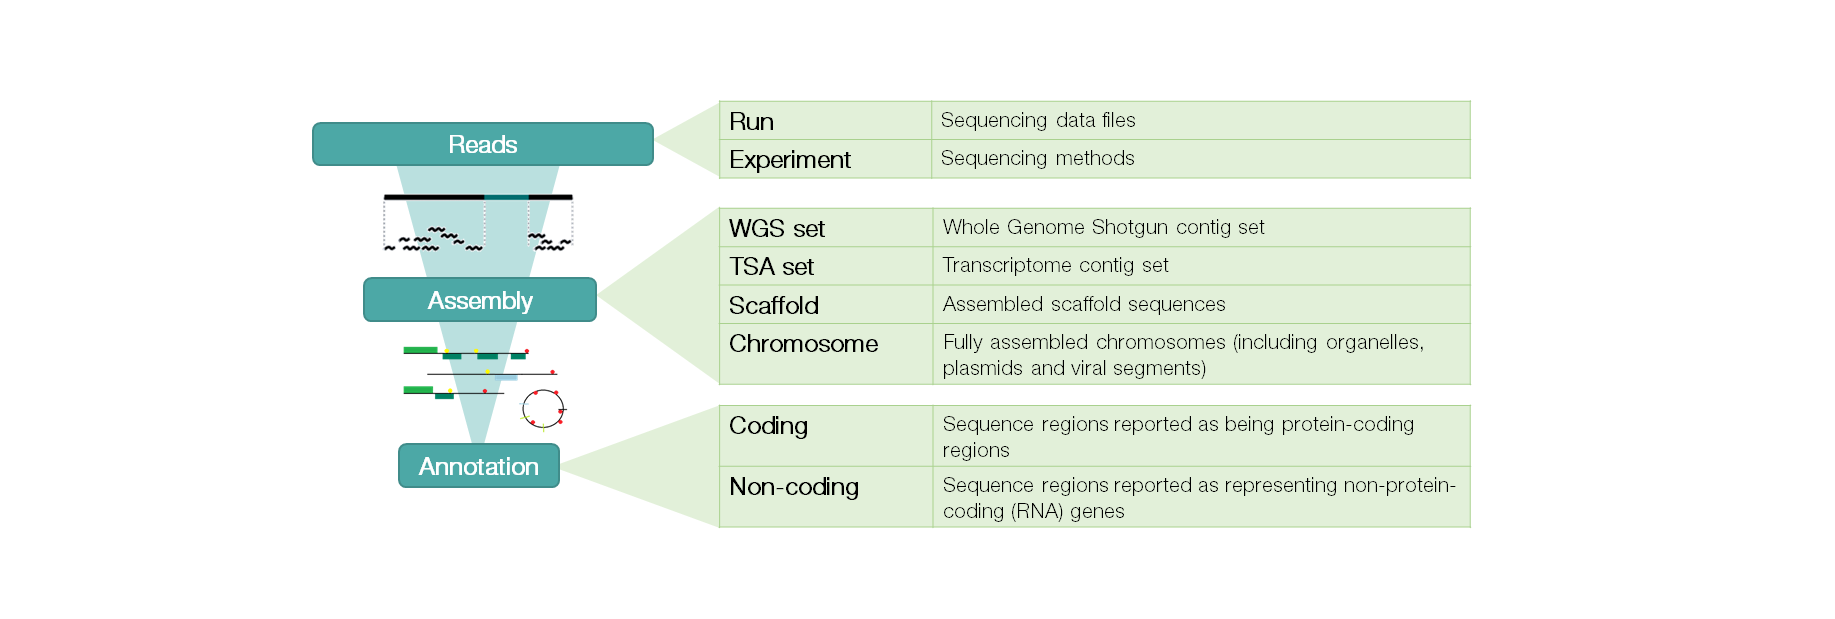 Reads
Run
Sequencing data files
Experiment
Sequencing methods
Assembly
WGS set
Whole Genome Shotgun contig set
TSA set
Transcriptome contig set
Scaffold
Assembled scaffold sequences
Chromosome
Fully assembled chromosomes (including organelles,
plasmids and viral segments)
Annotation
Coding
Sequence regions reported as being protein-coding
regions
Non-coding
Sequence regions reported as representing non-protein-
coding (RNA) genes